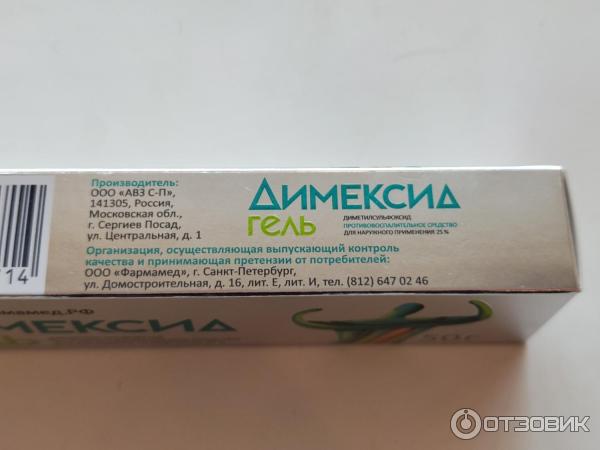 Производитель:
ООО «АВЗ С-П»,
141305, Россия,
Московская обл.,
г. Сергиев Посад,
ул. Центральная, д. 1
ДИМЕКСИД
гель
ДИМЕТИЛСУЛЬФОКСИД
ПРОТИВОВОСПАЛИТЕЛЬНОЕ СРЕДСТВО
ДЛЯ НАРУЖНОГО ПРИМЕНЕНИЯ 25 %
Организация, осуществляющая выпускающий контроль
качества и принимающая претензии от потребителей:
ООО «Фармамед», г. Санкт-Петербург,
ул. Домостроительная, д. 16, лит. Е, лит. И, тел. (812) 647 02 46
14
МЕКСИД
50 г
ОТЗОВИК